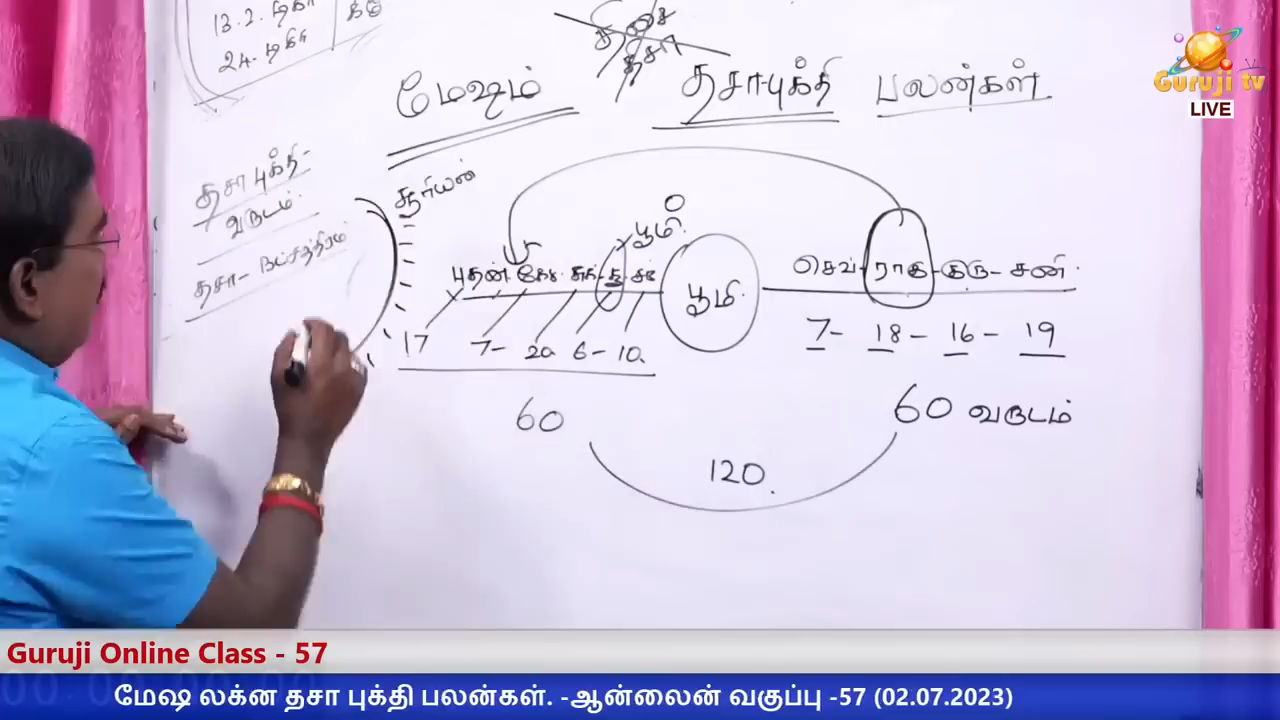 13.2.
24.
திசை
திசா
மேஷம் தசாபுக்தி பலன்கள்
Guruji tv
LIVE
தசா புக்தி-
வருடம்.
தசா- நட்சத்திரம்
சூரியன்
பூமி.
புதன் கேது சுக்- சூ- சந்
பூமி.
செவ்- ராகு- குரு- சனி.
17 7- 20 6- 10.
7- 18- 16- 19
60
60 வருடம்
120.
Guruji Online Class - 57
மேஷ லக்ன தசா புக்தி பலன்கள். -ஆன்லைன் வகுப்பு -57 (02.07.2023)